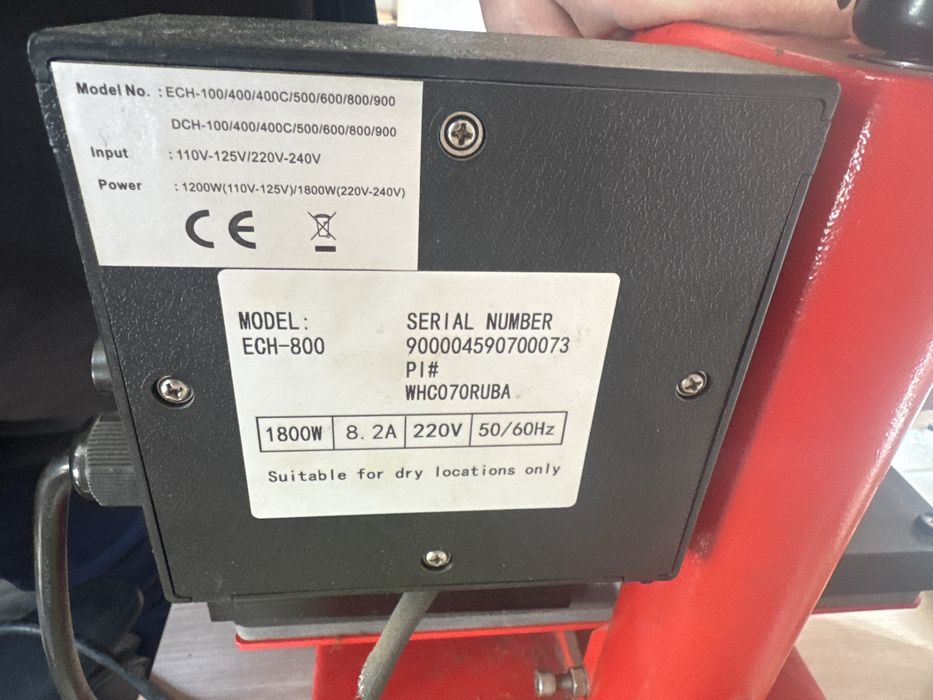 Model No. : ECH-100/400/400C/500/600/800/900
DCH-100/400/400C/500/600/800/900
Input : 110V-125V/220V-240V
Power : 1200W(110V-125V)/1800W(220V-240V)
CE
MODEL: SERIAL NUMBER
ECH-800 900004590700073
PI#
WHC070RUBA
1800W 8.2A 220V 50/60Hz
Suitable for dry locations only